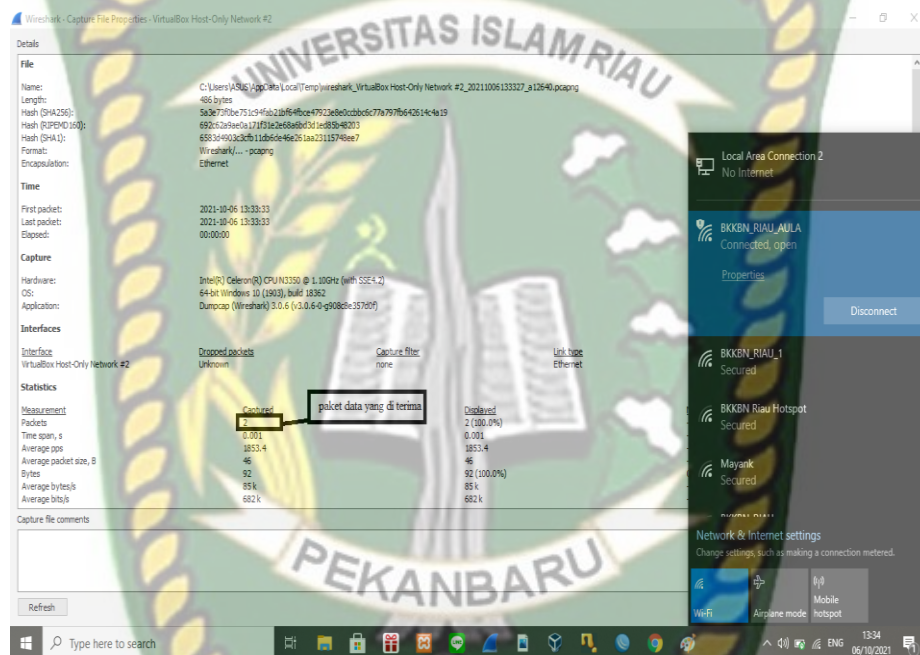 Wireshark - Capture File Properties - VirtualBox Host-Only Network #2
Details
File
Name: C:\Users\ASUS\AppData\Local\Temp\wireshark_VirtualBox Host-Only Network #2_20211006133327_a12640.pcapng
Length: 486 bytes
Hash (SHA256):
Hash (RIPEMD160):
Hash (SHA1):
Format: Wireshark/... - pcapng
Encapsulation: Ethernet
Time
First packet: 2021-10-06 13:33:33
Last packet: 2021-10-06 13:33:33
Elapsed: 00:00:00
Capture
Hardware: Intel(R) Celeron(R) CPU N3350 @ 1.10GHz (with SSE4.2)
OS: 64-bit Windows 10 (1903), build 18362
Application: Dumpcap (Wireshark) 3.0.6 (v3.0.6-0-g908c8e357d0f)
Interfaces
Interface Dropped packets Capture filter Link type
VirtualBox Host-Only Network #2 Unknown none Ethernet
Statistics
Measurement Captured Displayed
Packets 2 2 (100.0%)
paket data yang di terima
Time span, s 0.001 0.001
Average pps 1853.4 1853.4
Average packet size, B 46 46
Bytes 92 92 (100.0%)
Average bytes/s 85 k 85 k
Average bits/s 682 k 682 k
Capture file comments
Refresh
UNIVERSITAS ISLAM RIAU
PEKANBARU
Local Area Connection 2
No Internet
BKKBN_RIAU_AULA
Connected, open
Properties
Disconnect
BKKBN_RIAU_1
Secured
BKKBN Riau Hotspot
Secured
Mayank
Secured
Network & Internet settings
Change settings, such as making a connection metered.
Wi-Fi
Airplane mode
Mobile hotspot
Type here to search
ENG
13:34
06/10/2021